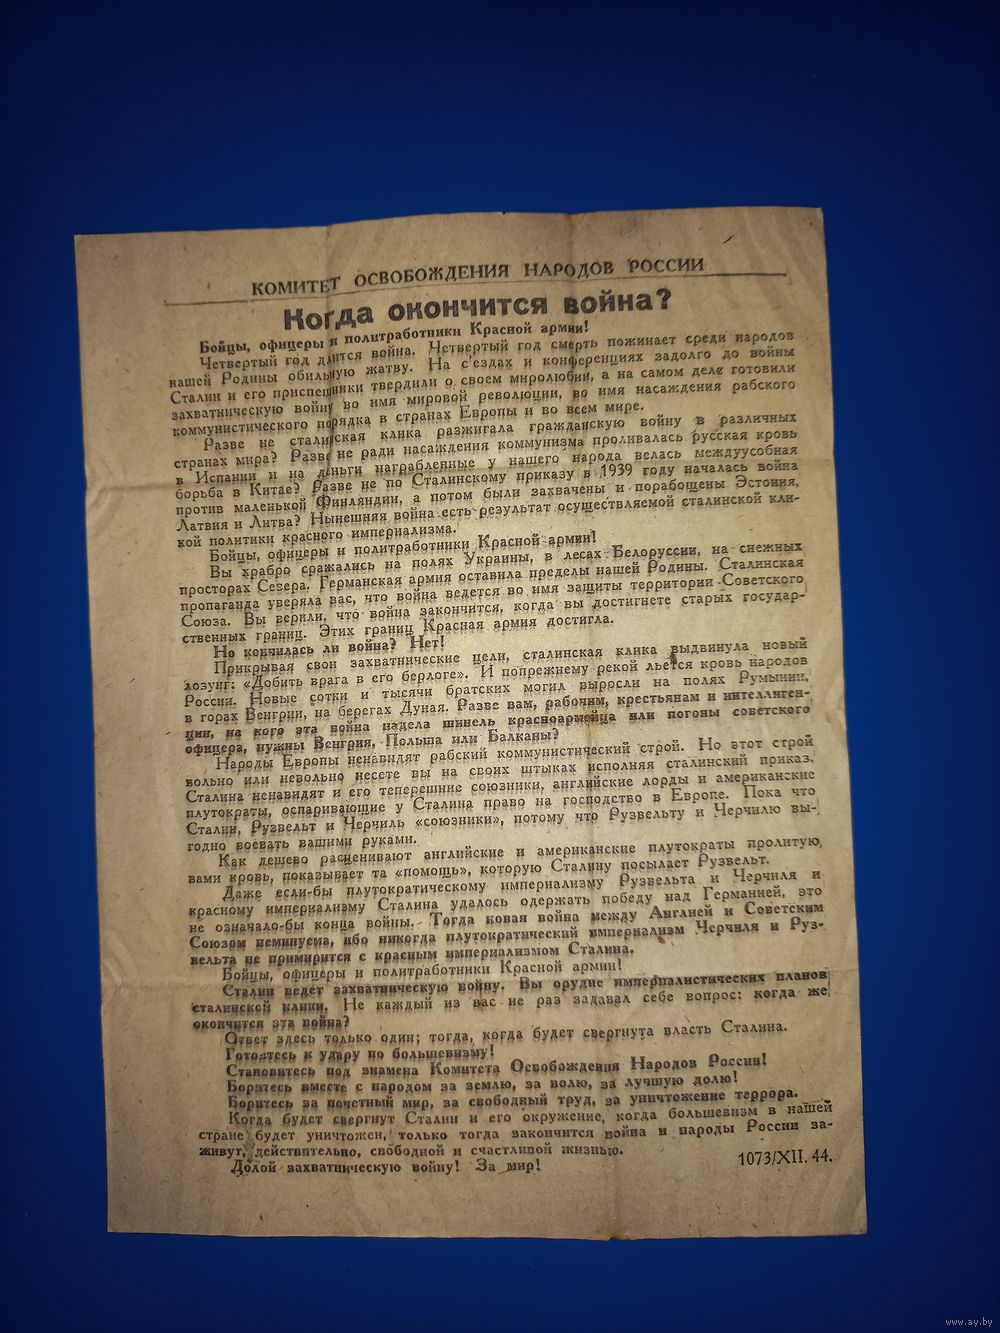 КОМИТЕТ ОСВОБОЖДЕНИЯ НАРОДОВ РОССИИ
Когда окончится война?
Бойцы, офицеры и политработники Красной армии!
Четвертый год длится война. Четвертый год смерть пожинает среди народов
нашей Родины обильную жатву. На с'ездах и конференциях задолго до войны
Сталин и его приспешники твердили о своем миролюбии, а на самом деле готовили
захватническую войну во имя мировой революции, во имя насаждения рабского
коммунистического порядка в странах Европы и во всем мире.
Разве не сталинская клика разжигала гражданскую войну в различных
странах мира? Разве не ради насаждения коммунизма проливалась русская кровь
в Испании и на деньги награбленные у нашего народа велась междуусобная
борьба в Китае? Разве не по Сталинскому приказу в 1939 году началась война
против маленькой Финляндии, а потом были захвачены и порабощены Эстония,
Латвия и Литва? Нынешняя война есть результат осуществляемой сталинской кли-
кой политики красного империализма.
Бойцы, офицеры и политработники Красной армии!
Вы храбро сражались на полях Украины, в лесах Белоруссии, на снежных
просторах Севера. Германская армия оставила пределы нашей Родины. Сталинская
пропаганда уверяла вас, что война ведется во имя защиты территории Советского
Союза. Вы верили, что война закончится, когда вы достигнете старых государ-
ственных границ. Этих границ Красная армия достигла.
Но кончилась ли война? Нет!
Прикрывая свои захватнические цели, сталинская клика выдвинула новый
лозунг: «Добить врага в его берлоге». И попрежнему рекой льется кровь народов
России. Новые сотни и тысячи братских могил выросли на полях Румынии,
в горах Венгрии, на берегах Дуная. Разве вам, рабочим, крестьянам и интеллиген-
ции, на кого эта война надела шинель красноармейца или погоны советского
офицера, нужны Венгрия, Польша или Балканы?
Народы Европы ненавидят рабский коммунистический строй. Но этот строй
вольно или невольно несете вы на своих штыках исполняя сталинский приказ.
Сталина ненавидят и его теперешние союзники, английские лорды и американские
плутократы, оспаривающие у Сталина право на господство в Европе. Пока что
Сталин, Рузвельт и Черчиль «союзники», потому что Рузвельту и Черчилю вы-
годно воевать вашими руками.
Как дешево расценивают английские и американские плутократы пролитую
вами кровь, показывает та «помощь», которую Сталину посылает Рузвельт.
Даже если-бы плутократическому империализму Рузвельта и Черчиля и
красному империализму Сталина удалось одержать победу над Германией, это
не означало-бы конца войны. Тогда новая война между Англией и Советским
Союзом неминуема, ибо никогда плутократический империализм Черчиля и Руз-
вельта не примирится с красным империализмом Сталина.
Бойцы, офицеры и политработники Красной армии!
Сталин ведет захватническую войну. Вы орудие империалистических планов
сталинской клики. Не каждый из вас не раз задавал себе вопрос: когда же
окончится эта война?
Ответ здесь только один; тогда, когда будет свергнута власть Сталина.
Готовтесь к удару по большевизму!
Становитесь под знамена Комитета Освобождения Народов России!
Боритесь вместе с народом за землю, за волю, за лучшую долю!
Боритесь за почетный мир, за свободный труд, за уничтожение террора.
Когда будет свергнут Сталин и его окружение, когда большевизм в нашей
стране будет уничтожен, только тогда закончится война и народы России за-
живут, действительно, свободной и счастливой жизнью.
Долой захватническую войну! За мир!
1073/XII. 44.
www.ay.by